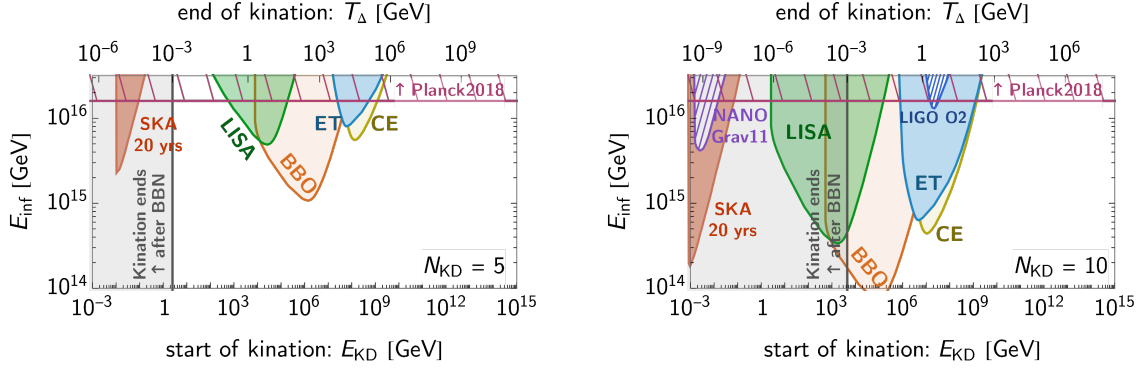 end of kination: T_Δ [GeV]
10^−6 10^−3 1 10^3 10^6 10^9
10^16
10^15
10^14
E_inf [GeV]
↑ Planck2018
SKA
20 yrs
LISA
BBO
ET
CE
Kination ends
↑ after BBN
N_KD = 5
10^−3 1 10^3 10^6 10^9 10^12 10^15
start of kination: E_KD [GeV]
end of kination: T_Δ [GeV]
10^−9 10^−6 10^−3 1 10^3 10^6
10^16
10^15
10^14
E_inf [GeV]
↑ Planck2018
NANO
Grav11
LISA
LIGO O2
SKA
20 yrs
ET
CE
BBO
Kination ends
↑ after BBN
N_KD = 10
10^−3 1 10^3 10^6 10^9 10^12 10^15
start of kination: E_KD [GeV]